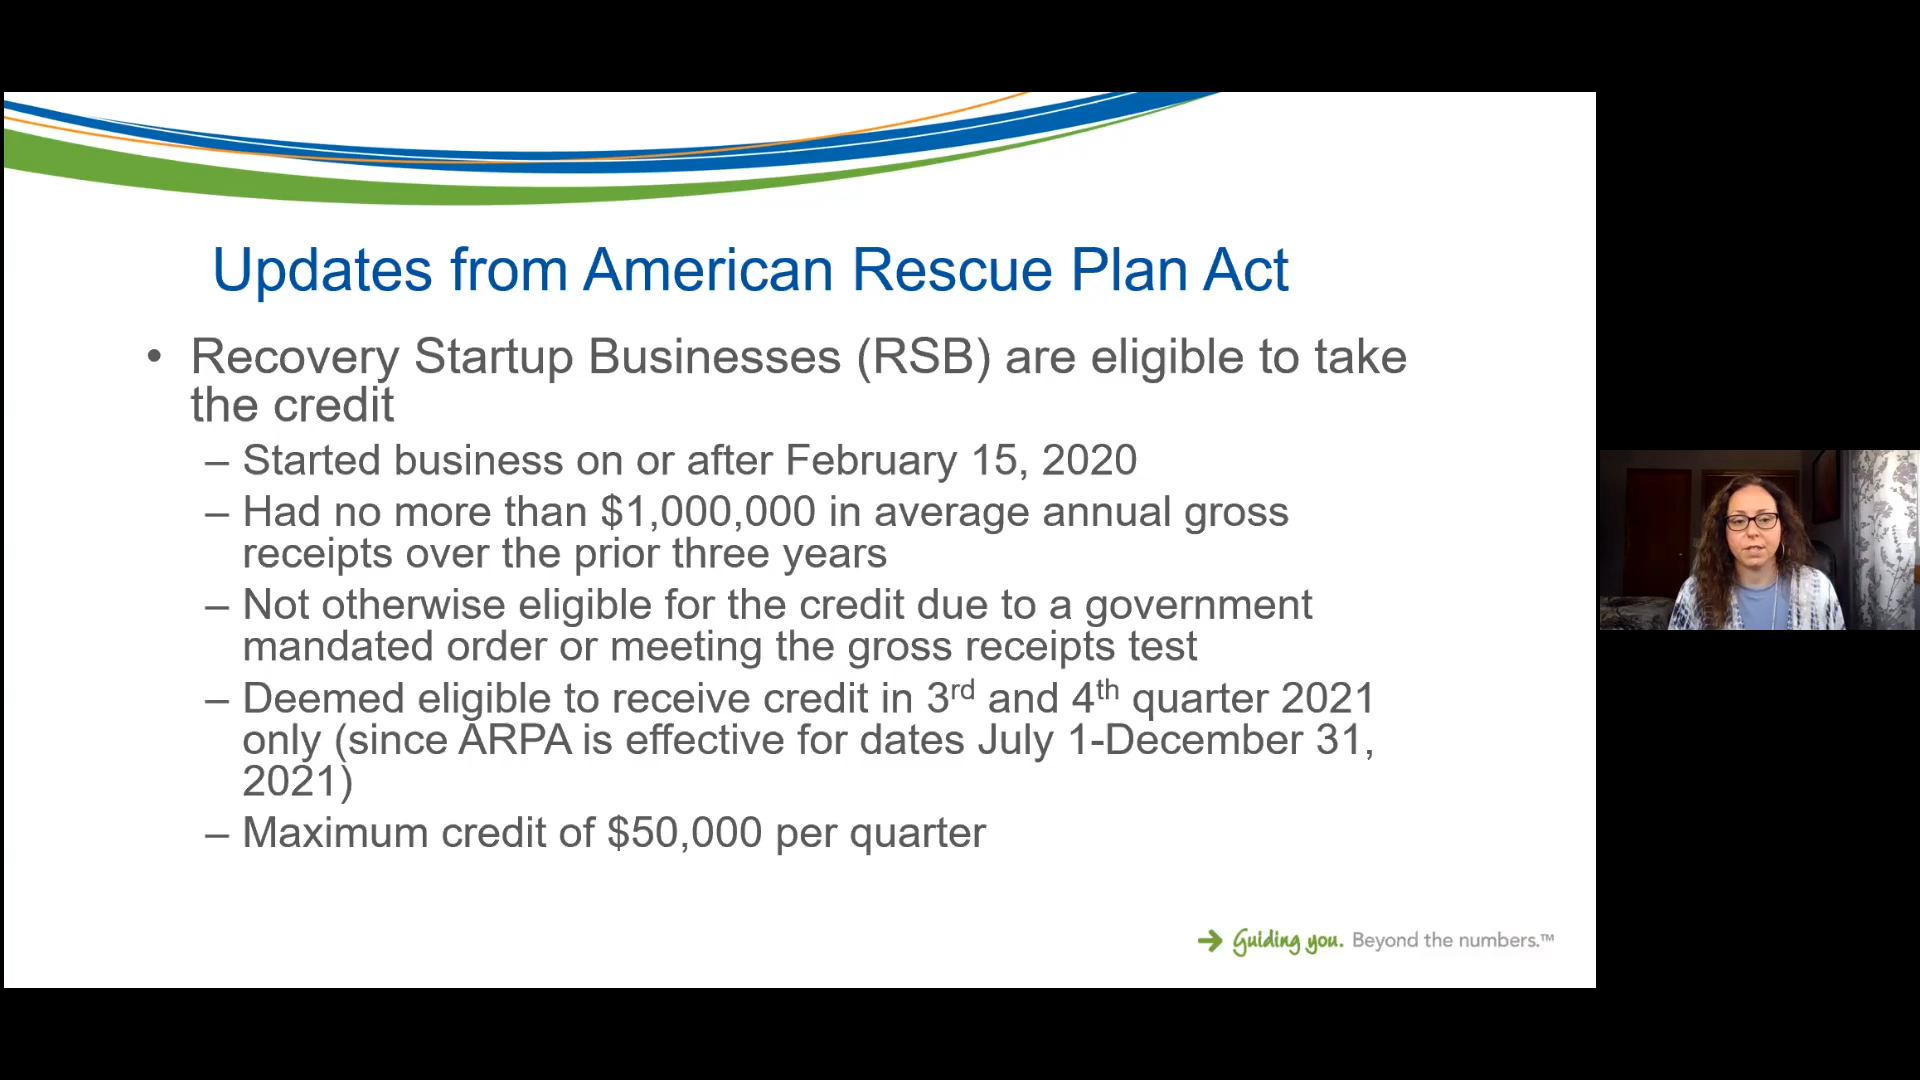 Updates from American Rescue Plan Act
• Recovery Startup Businesses (RSB) are eligible to take
the credit
– Started business on or after February 15, 2020
– Had no more than $1,000,000 in average annual gross
receipts over the prior three years
– Not otherwise eligible for the credit due to a government
mandated order or meeting the gross receipts test
– Deemed eligible to receive credit in 3rd and 4th quarter 2021
only (since ARPA is effective for dates July 1-December 31,
2021)
– Maximum credit of $50,000 per quarter
Guiding you. Beyond the numbers.™